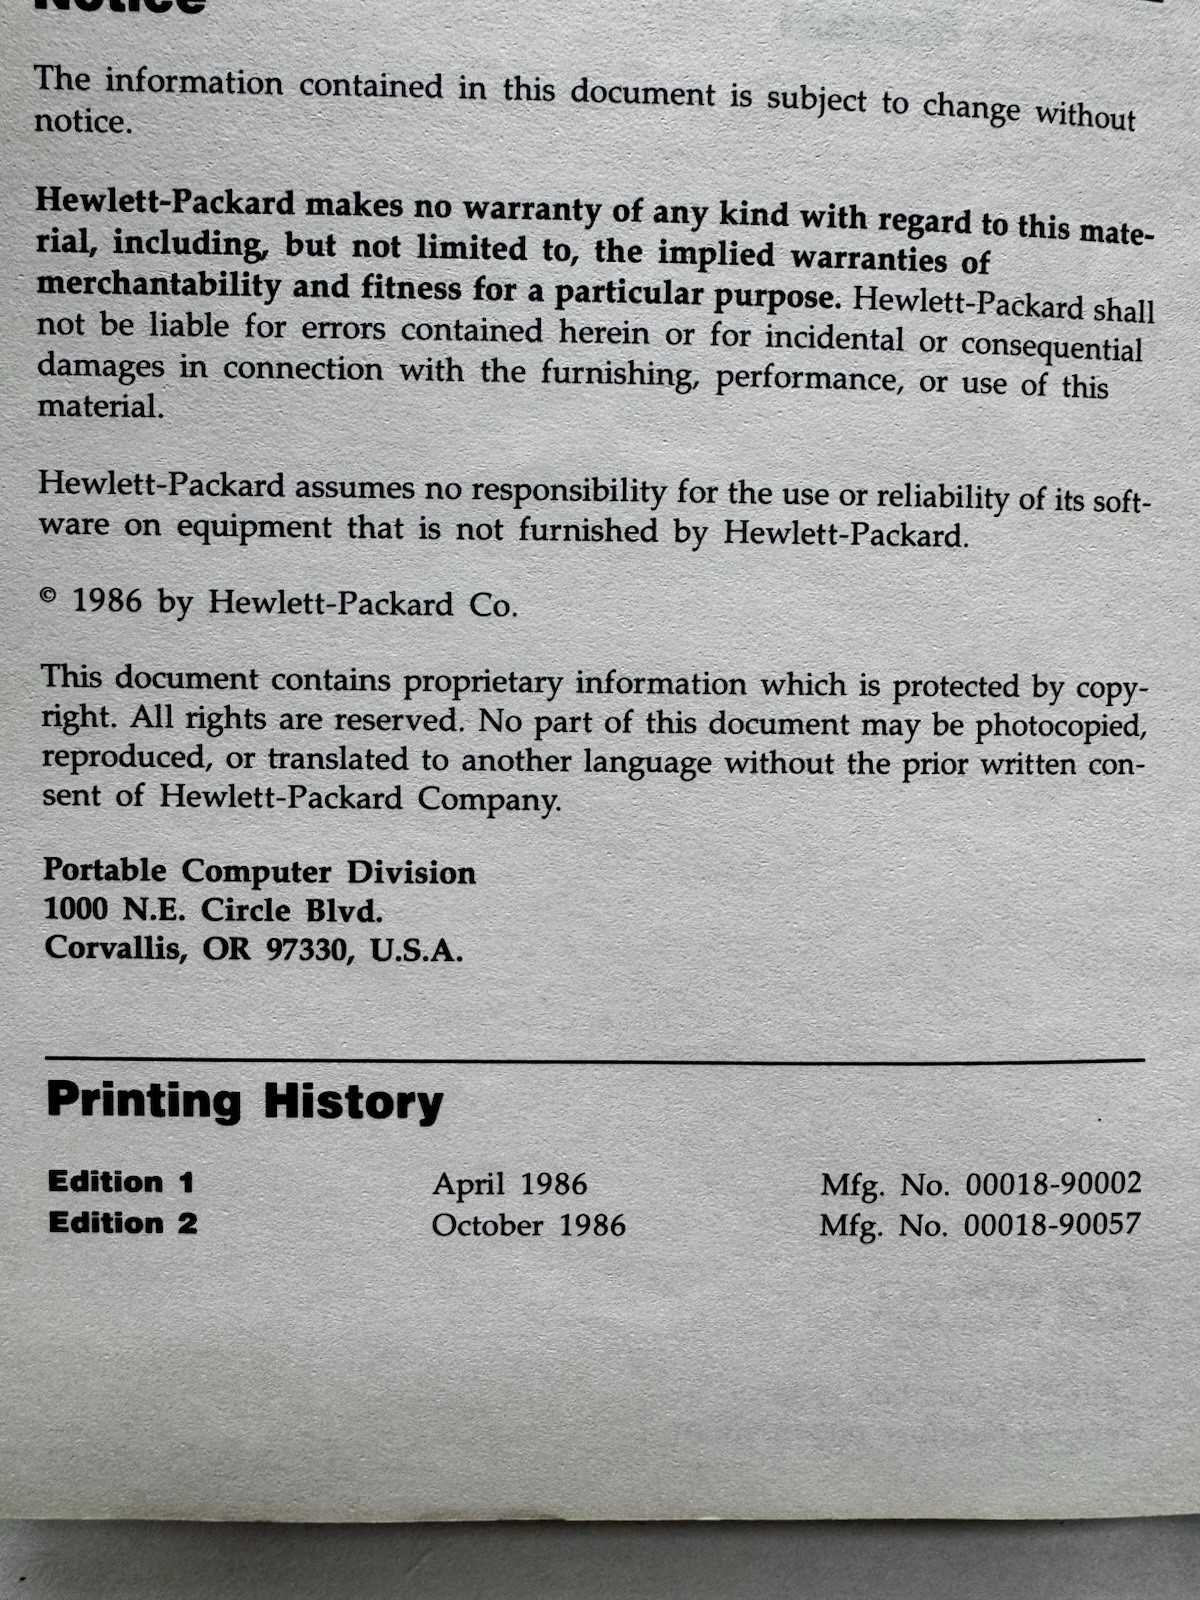 Notice
The information contained in this document is subject to change without
notice.
Hewlett-Packard makes no warranty of any kind with regard to this mate-
rial, including, but not limited to, the implied warranties of
merchantability and fitness for a particular purpose. Hewlett-Packard shall
not be liable for errors contained herein or for incidental or consequential
damages in connection with the furnishing, performance, or use of this
material.
Hewlett-Packard assumes no responsibility for the use or reliability of its soft-
ware on equipment that is not furnished by Hewlett-Packard.
© 1986 by Hewlett-Packard Co.
This document contains proprietary information which is protected by copy-
right. All rights are reserved. No part of this document may be photocopied,
reproduced, or translated to another language without the prior written con-
sent of Hewlett-Packard Company.
Portable Computer Division
1000 N.E. Circle Blvd.
Corvallis, OR 97330, U.S.A.
Printing History
Edition 1 April 1986 Mfg. No. 00018-90002
Edition 2 October 1986 Mfg. No. 00018-90057